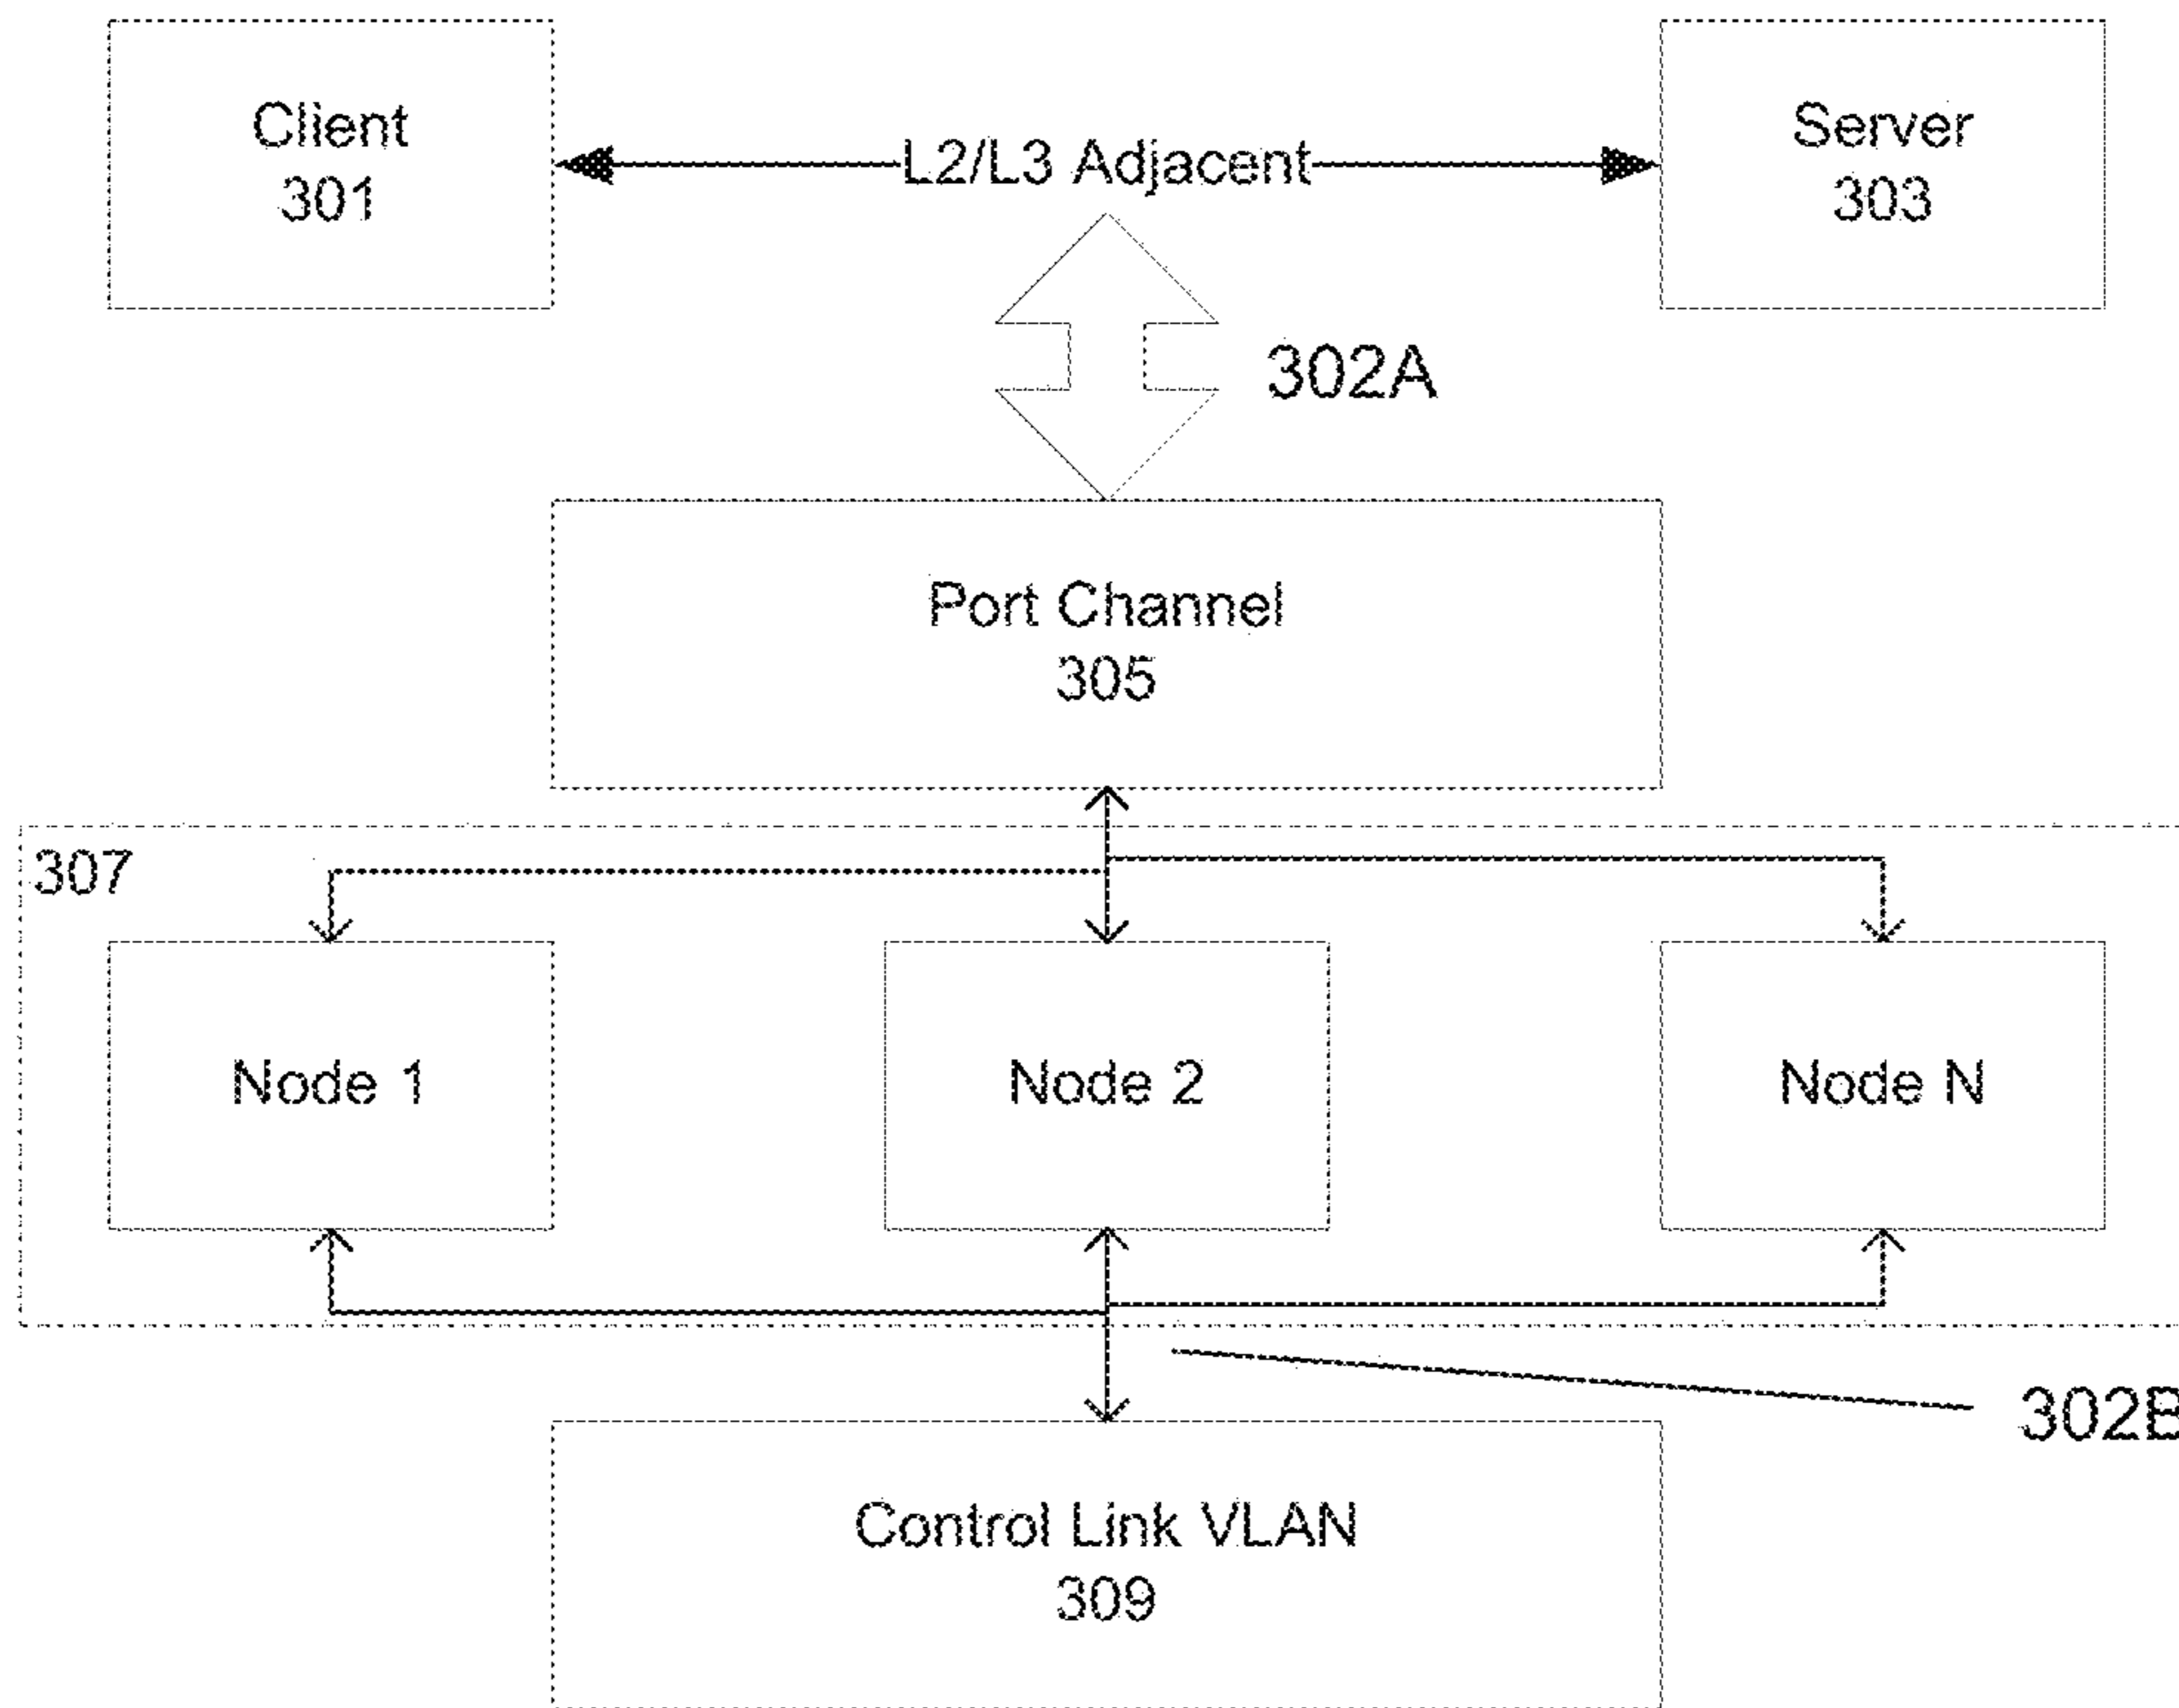 Client
301
L2/L3 Adjacent
Server
303
302A
Port Channel
305
307
Node 1
Node 2
Node N
302B
Control Link VLAN
309